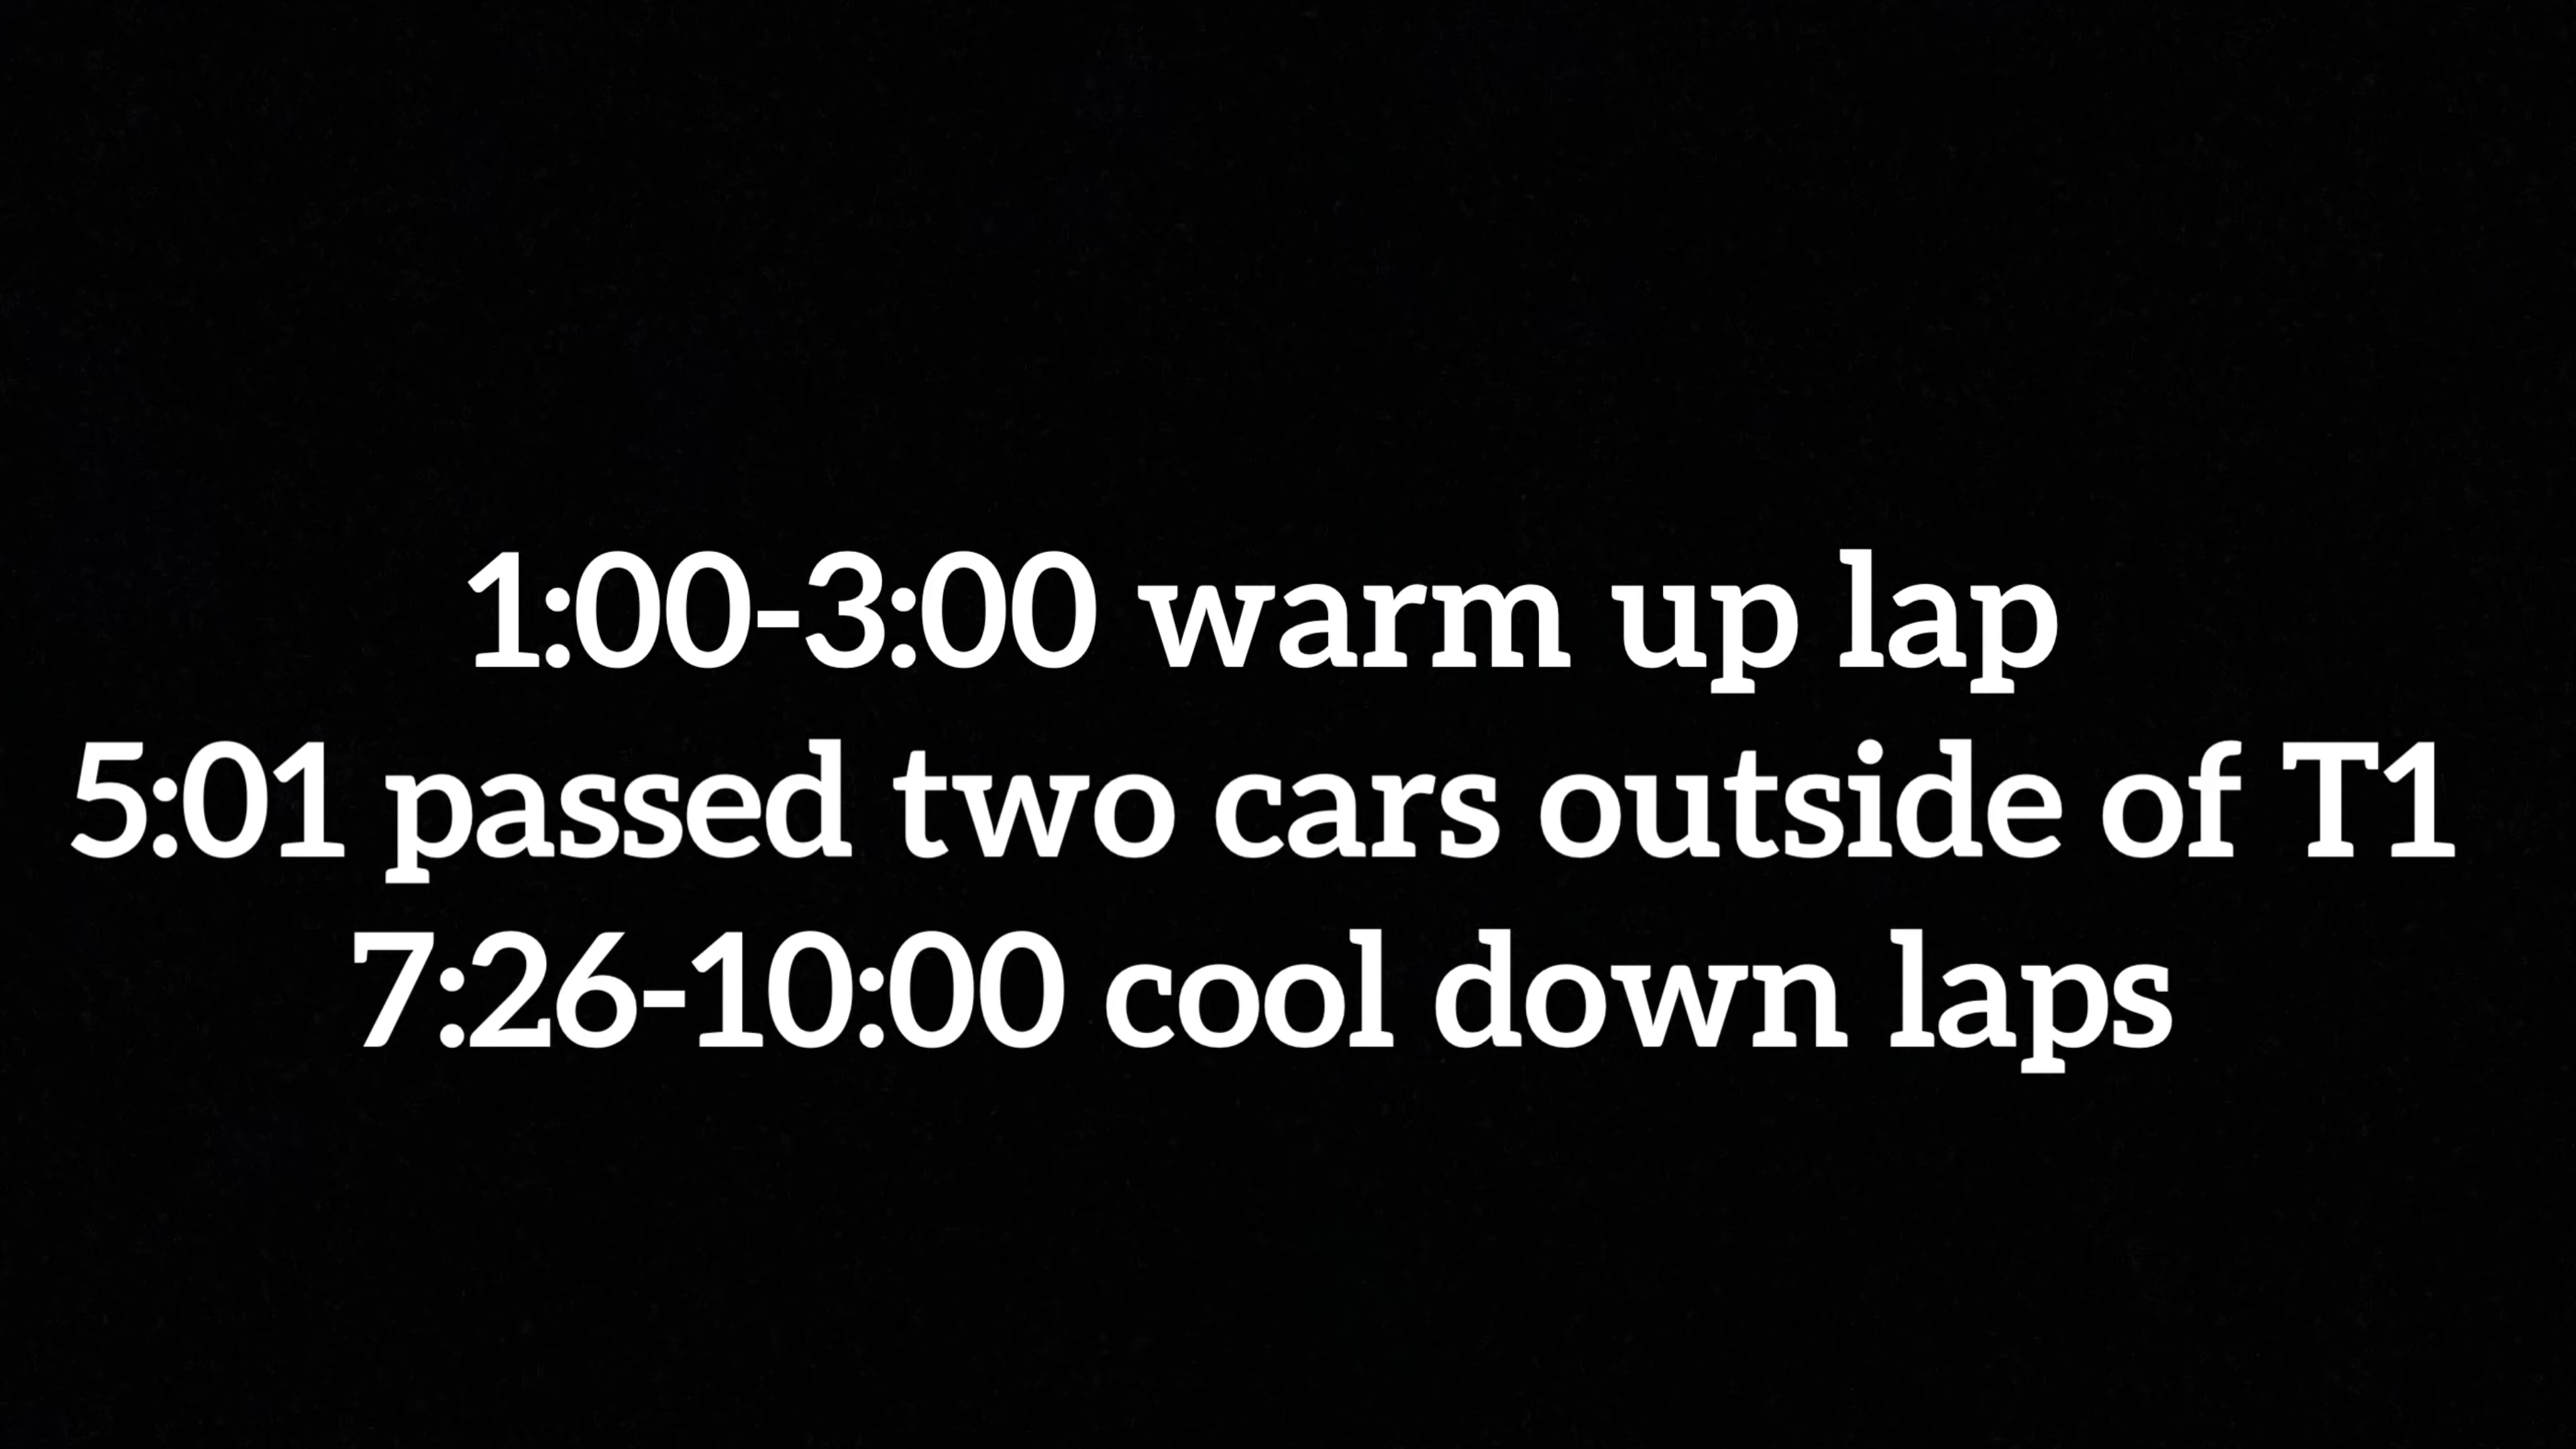 1:00-3:00 warm up lap
5:01 passed two cars outside of T1
7:26-10:00 cool down laps